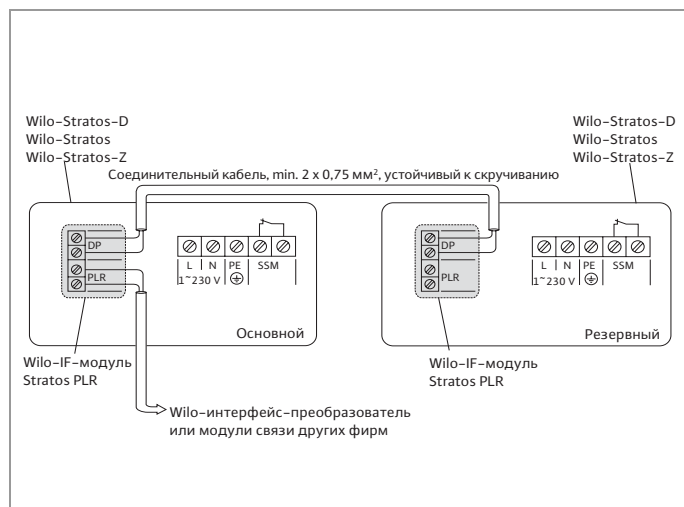 Wilo-Stratos-D
Wilo-Stratos
Wilo-Stratos-Z
Wilo-Stratos-D
Wilo-Stratos
Wilo-Stratos-Z
Соединительный кабель, min. 2 x 0,75 мм², устойчивый к скручиванию
DP
PLR
L N PE SSM
1~230 V
Основной
DP
PLR
L N PE SSM
1~230 V
Резервный
Wilo-IF-модуль
Stratos PLR
Wilo-IF-модуль
Stratos PLR
Wilo-интерфейс-преобразователь
или модули связи других фирм